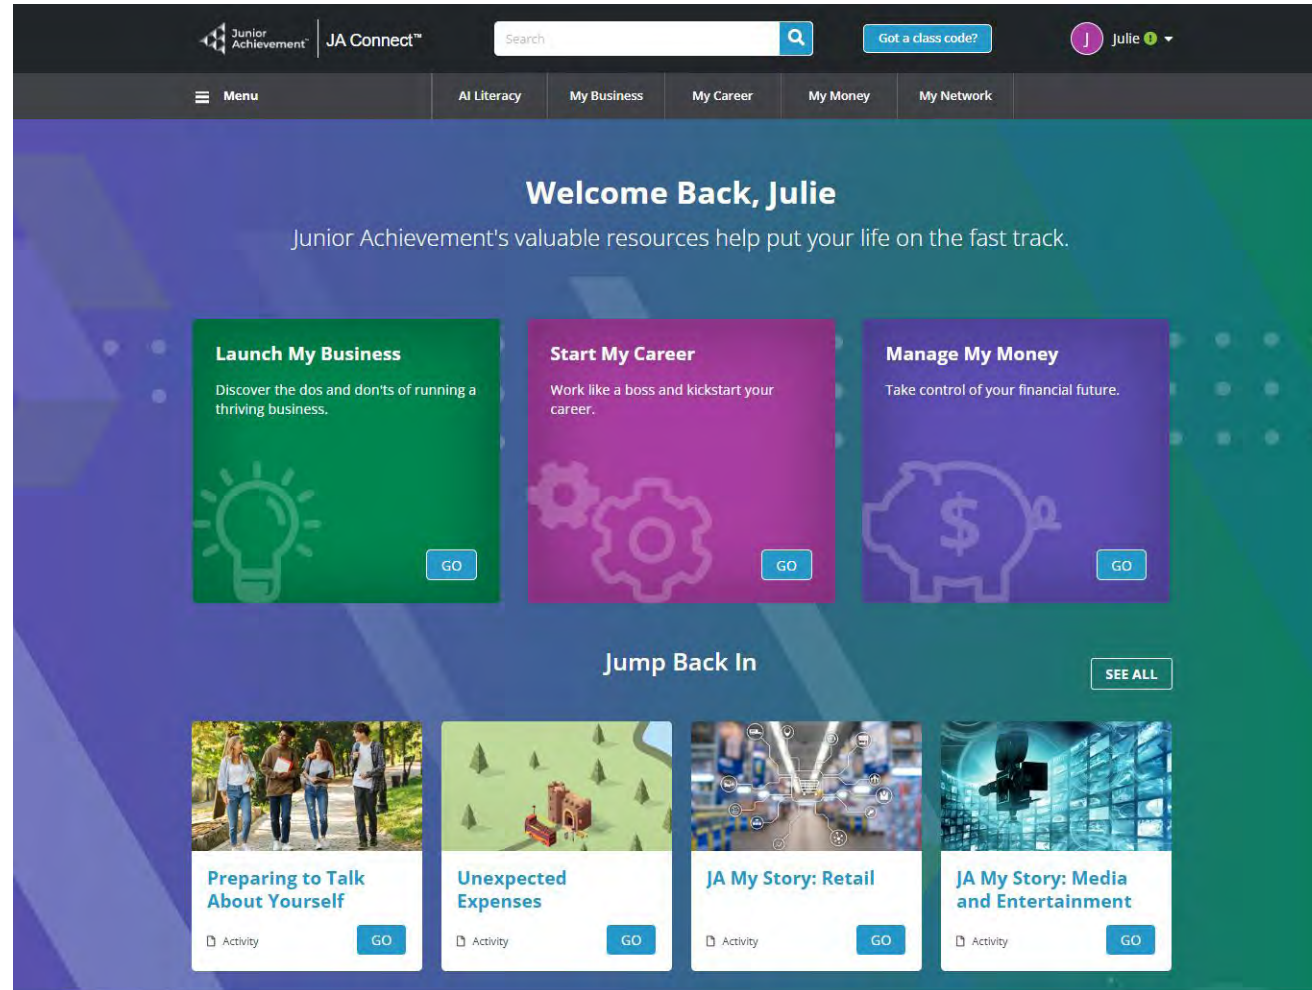 Junior
Achievement™
JA Connect™
Search
Got a class code?
J
Julie
Menu
AI Literacy
My Business
My Career
My Money
My Network
Welcome Back, Julie
Junior Achievement's valuable resources help put your life on the fast track.
Launch My Business
Discover the dos and don'ts of running a
thriving business.
GO
Start My Career
Work like a boss and kickstart your
career.
GO
Manage My Money
Take control of your financial future.
$
GO
Jump Back In
SEE ALL
Preparing to Talk
About Yourself
Activity
GO
Unexpected
Expenses
Activity
GO
JA My Story: Retail
Activity
GO
JA My Story: Media
and Entertainment
Activity
GO